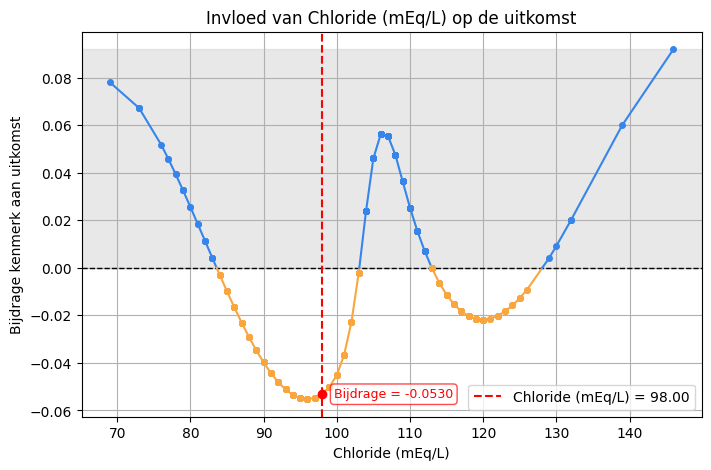 Invloed van Chloride (mEq/L) op de uitkomst
Bijdrage kenmerk aan uitkomst
0.08
0.06
0.04
0.02
0.00
−0.02
−0.04
−0.06
Bijdrage = -0.0530
Chloride (mEq/L) = 98.00
70 80 90 100 110 120 130 140
Chloride (mEq/L)